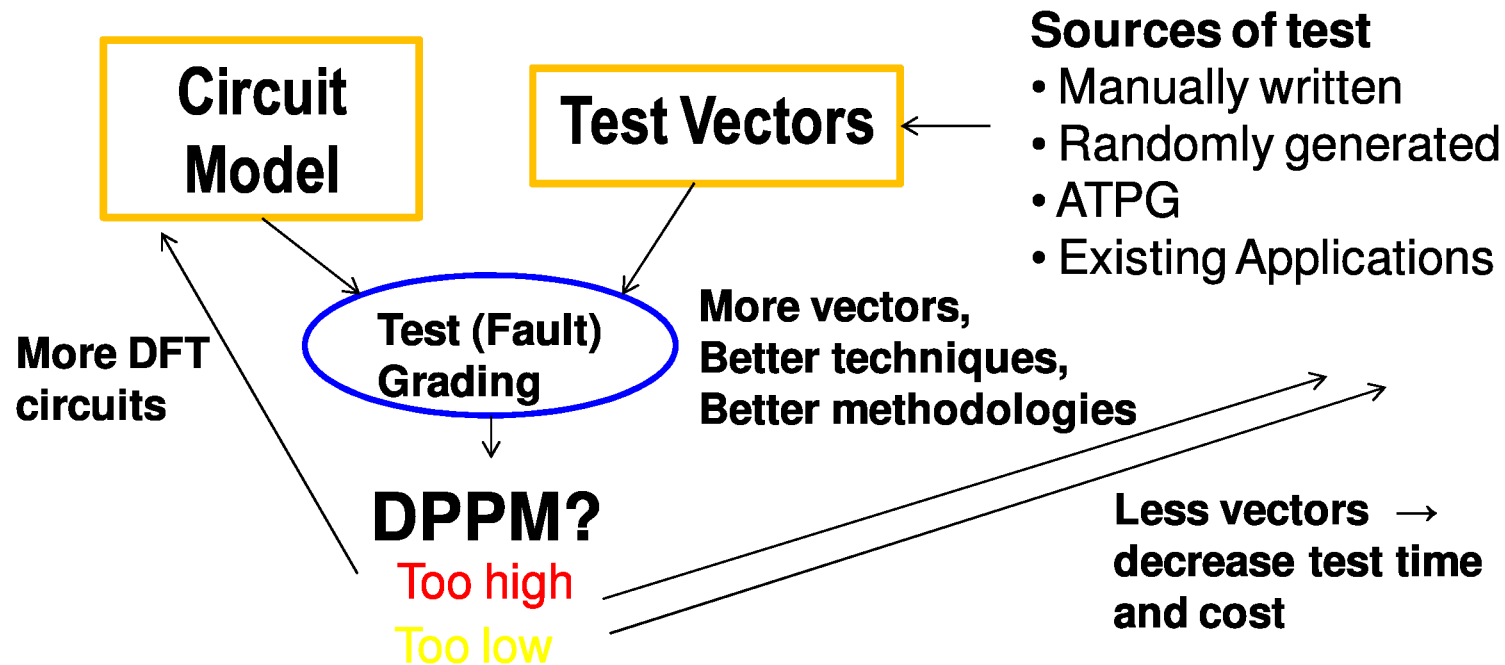 Circuit
Model
Test Vectors
Sources of test
• Manually written
• Randomly generated
• ATPG
• Existing Applications
Test (Fault)
Grading
More vectors,
Better techniques,
Better methodologies
More DFT
circuits
DPPM?
Too high
Too low
Less vectors →
decrease test time
and cost